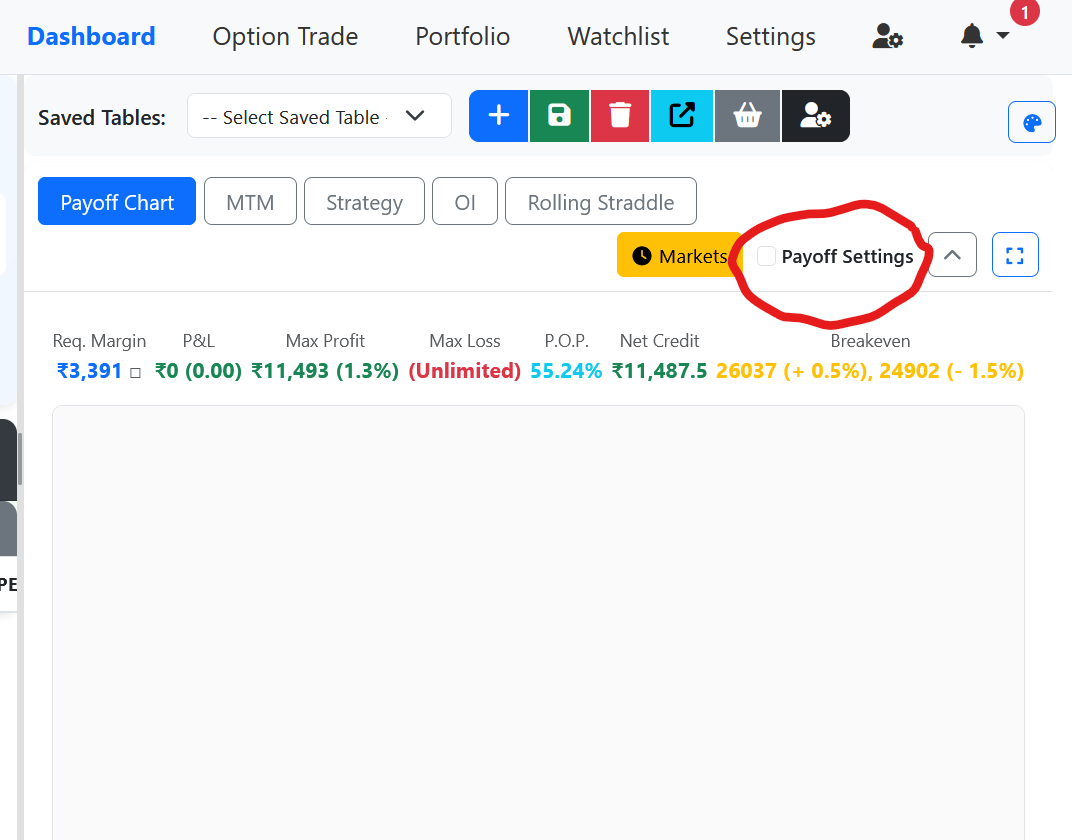 Dashboard Option Trade Portfolio Watchlist Settings 1
Saved Tables: -- Select Saved Table -
Payoff Chart MTM Strategy OI Rolling Straddle
Markets Payoff Settings
Req. Margin P&L Max Profit Max Loss P.O.P. Net Credit Breakeven
₹3,391 □ ₹0 (0.00) ₹11,493 (1.3%) (Unlimited) 55.24% ₹11,487.5 26037 (+ 0.5%), 24902 (- 1.5%)
PE